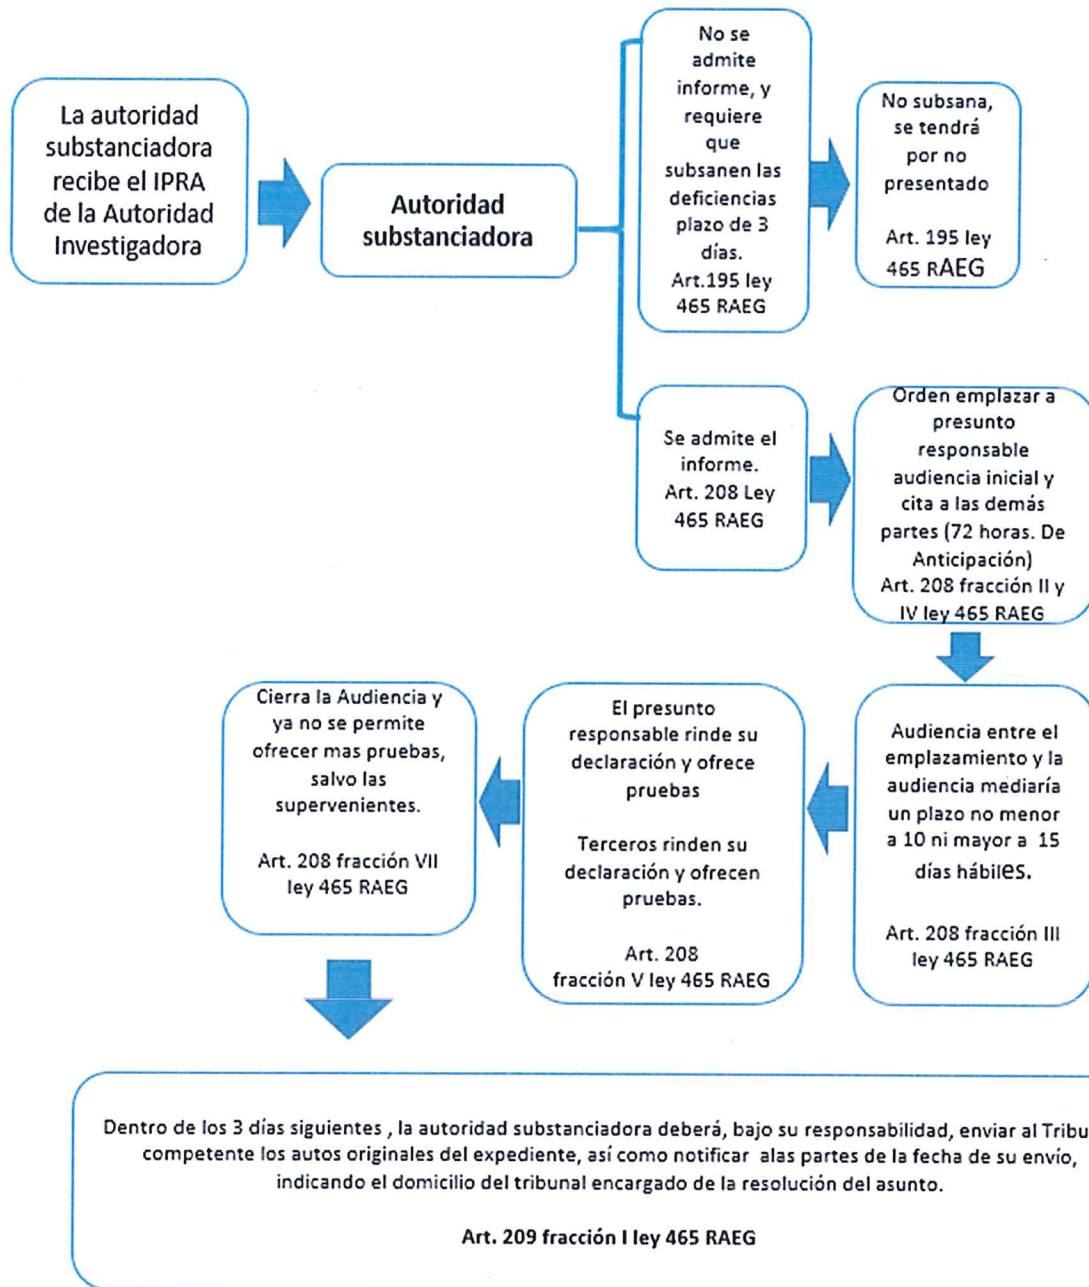 La autoridad
substanciadora
recibe el IPRA
de la Autoridad
Investigadora
Autoridad
substanciadora
No se
admite
informe, y
requiere
que
subsanen las
deficiencias
plazo de 3
días.
Art.195 ley
465 RAEG
No subsana,
se tendrá
por no
presentado
Art. 195 ley
465 RAEG
Se admite el
informe.
Art. 208 Ley
465 RAEG
Orden emplazar a
presunto
responsable
audiencia inicial y
cita a las demás
partes (72 horas. De
Anticipación)
Art. 208 fracción II y
IV ley 465 RAEG
Audiencia entre el
emplazamiento y la
audiencia mediaría
un plazo no menor
a 10 ni mayor a 15
días hábiles.
Art. 208 fracción III
ley 465 RAEG
El presunto
responsable rinde su
declaración y ofrece
pruebas
Terceros rinden su
declaración y ofrecen
pruebas.
Art. 208
fracción V ley 465 RAEG
Cierra la Audiencia y
ya no se permite
ofrecer mas pruebas,
salvo las
supervenientes.
Art. 208 fracción VII
ley 465 RAEG
Dentro de los 3 días siguientes , la autoridad substanciadora deberá, bajo su responsabilidad, enviar al Tribu
competente los autos originales del expediente, así como notificar alas partes de la fecha de su envío,
indicando el domicilio del tribunal encargado de la resolución del asunto.
Art. 209 fracción I ley 465 RAEG